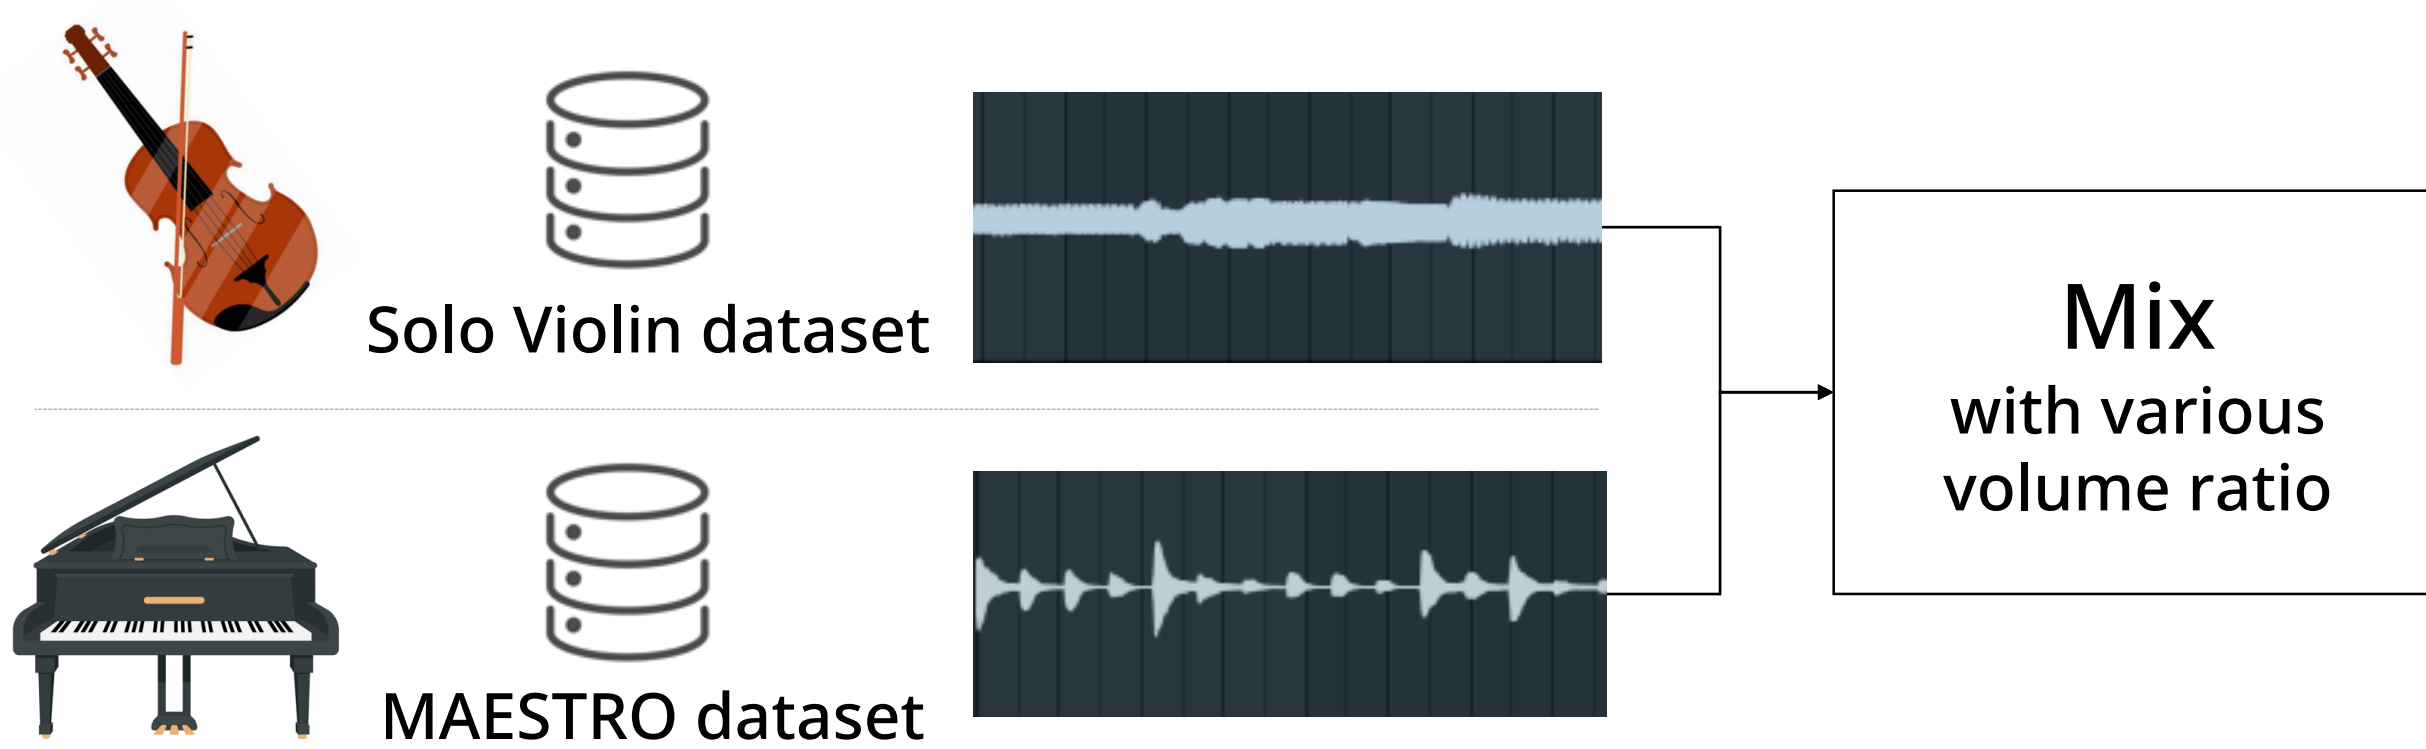 Solo Violin dataset
MAESTRO dataset
Mix
with various
volume ratio